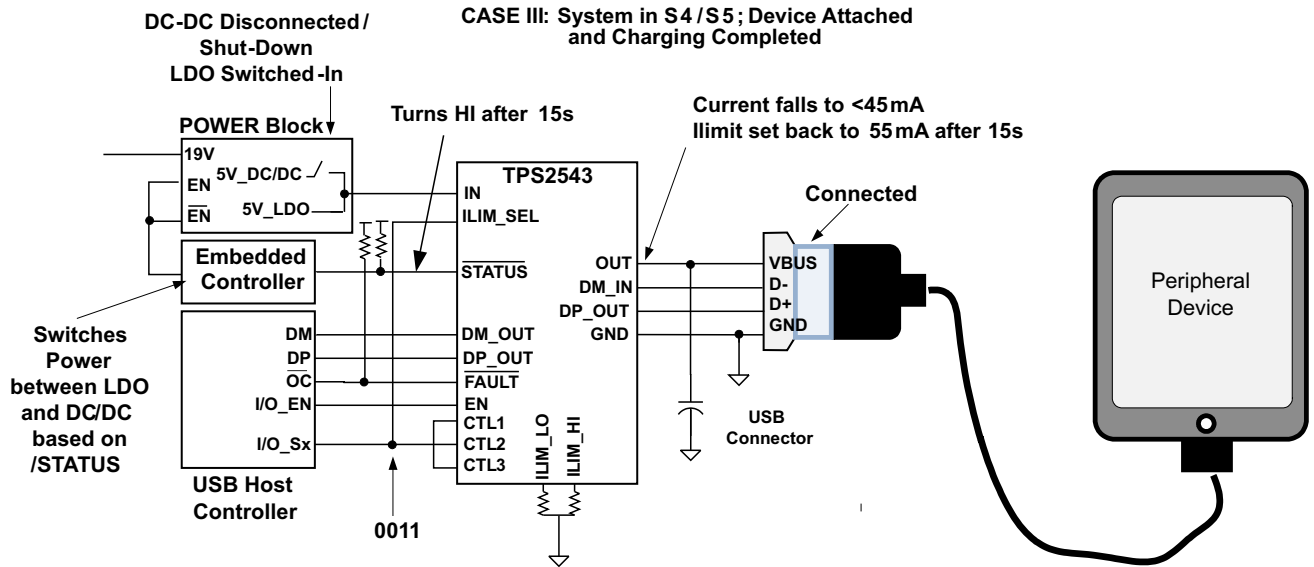 CASE III: System in S4/S5; Device Attached
and Charging Completed
DC-DC Disconnected/
Shut-Down
LDO Switched-In
Turns HI after 15s
Current falls to <45mA
Ilimit set back to 55mA after 15s
POWER Block
19V
EN
EN
5V_DC/DC
5V_LDO
Embedded
Controller
Switches
Power
between LDO
and DC/DC
based on
/STATUS
DM
DP
OC
I/O_EN
I/O_Sx
USB Host
Controller
0011
TPS2543
IN
ILIM_SEL
STATUS
DM_OUT
DP_OUT
FAULT
EN
CTL1
CTL2
CTL3
ILIM_LO
ILIM_HI
OUT
DM_IN
DP_OUT
GND
Connected
VBUS
D-
D+
GND
USB
Connector
Peripheral
Device